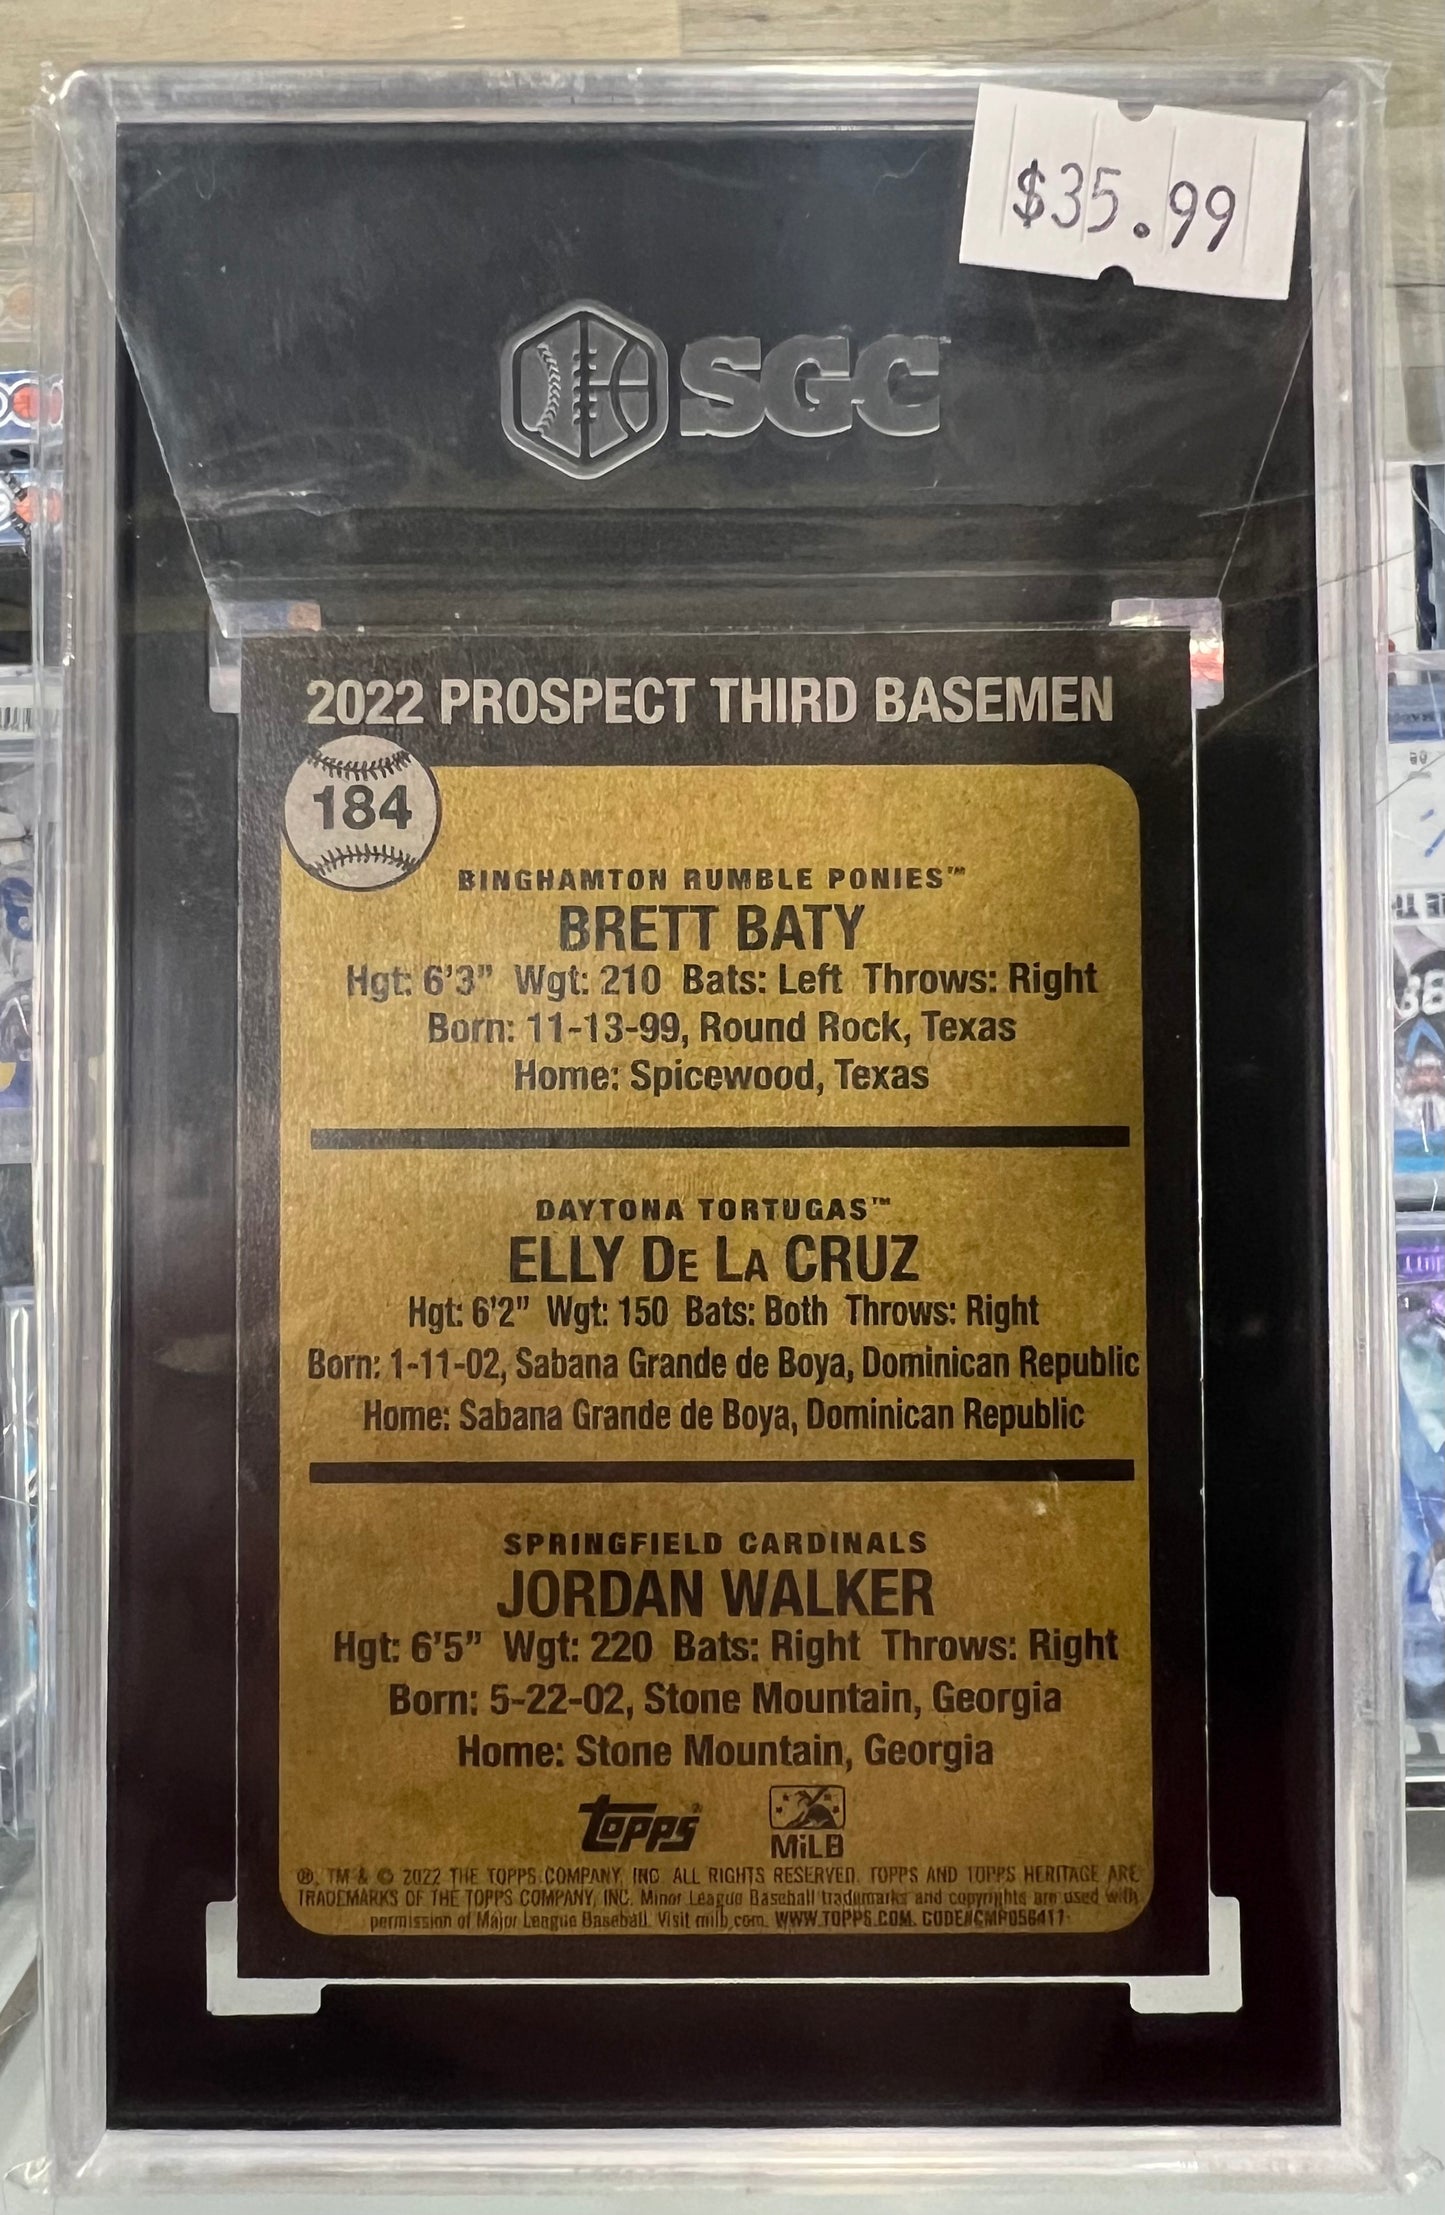 $35.99
SGC
2022 PROSPECT THIRD BASEMEN
184
BINGHAMTON RUMBLE PONIES™
BRETT BATY
Hgt: 6'3" Wgt: 210 Bats: Left Throws: Right
Born: 11-13-99, Round Rock, Texas
Home: Spicewood, Texas
DAYTONA TORTUGAS™
ELLY DE LA CRUZ
Hgt: 6'2" Wgt: 150 Bats: Both Throws: Right
Born: 1-11-02, Sabana Grande de Boya, Dominican Republic
Home: Sabana Grande de Boya, Dominican Republic
SPRINGFIELD CARDINALS
JORDAN WALKER
Hgt: 6'5" Wgt: 220 Bats: Right Throws: Right
Born: 5-22-02, Stone Mountain, Georgia
Home: Stone Mountain, Georgia
Topps
MiLB
®, TM & © 2022 THE TOPPS COMPANY, INC. ALL RIGHTS RESERVED. TOPPS AND TOPPS HERITAGE ARE
TRADEMARKS OF THE TOPPS COMPANY, INC. Minor League Baseball trademarks and copyrights are used with
permission of Major League Baseball. Visit milb.com. WWW.TOPPS.COM. CODE#CMP056411